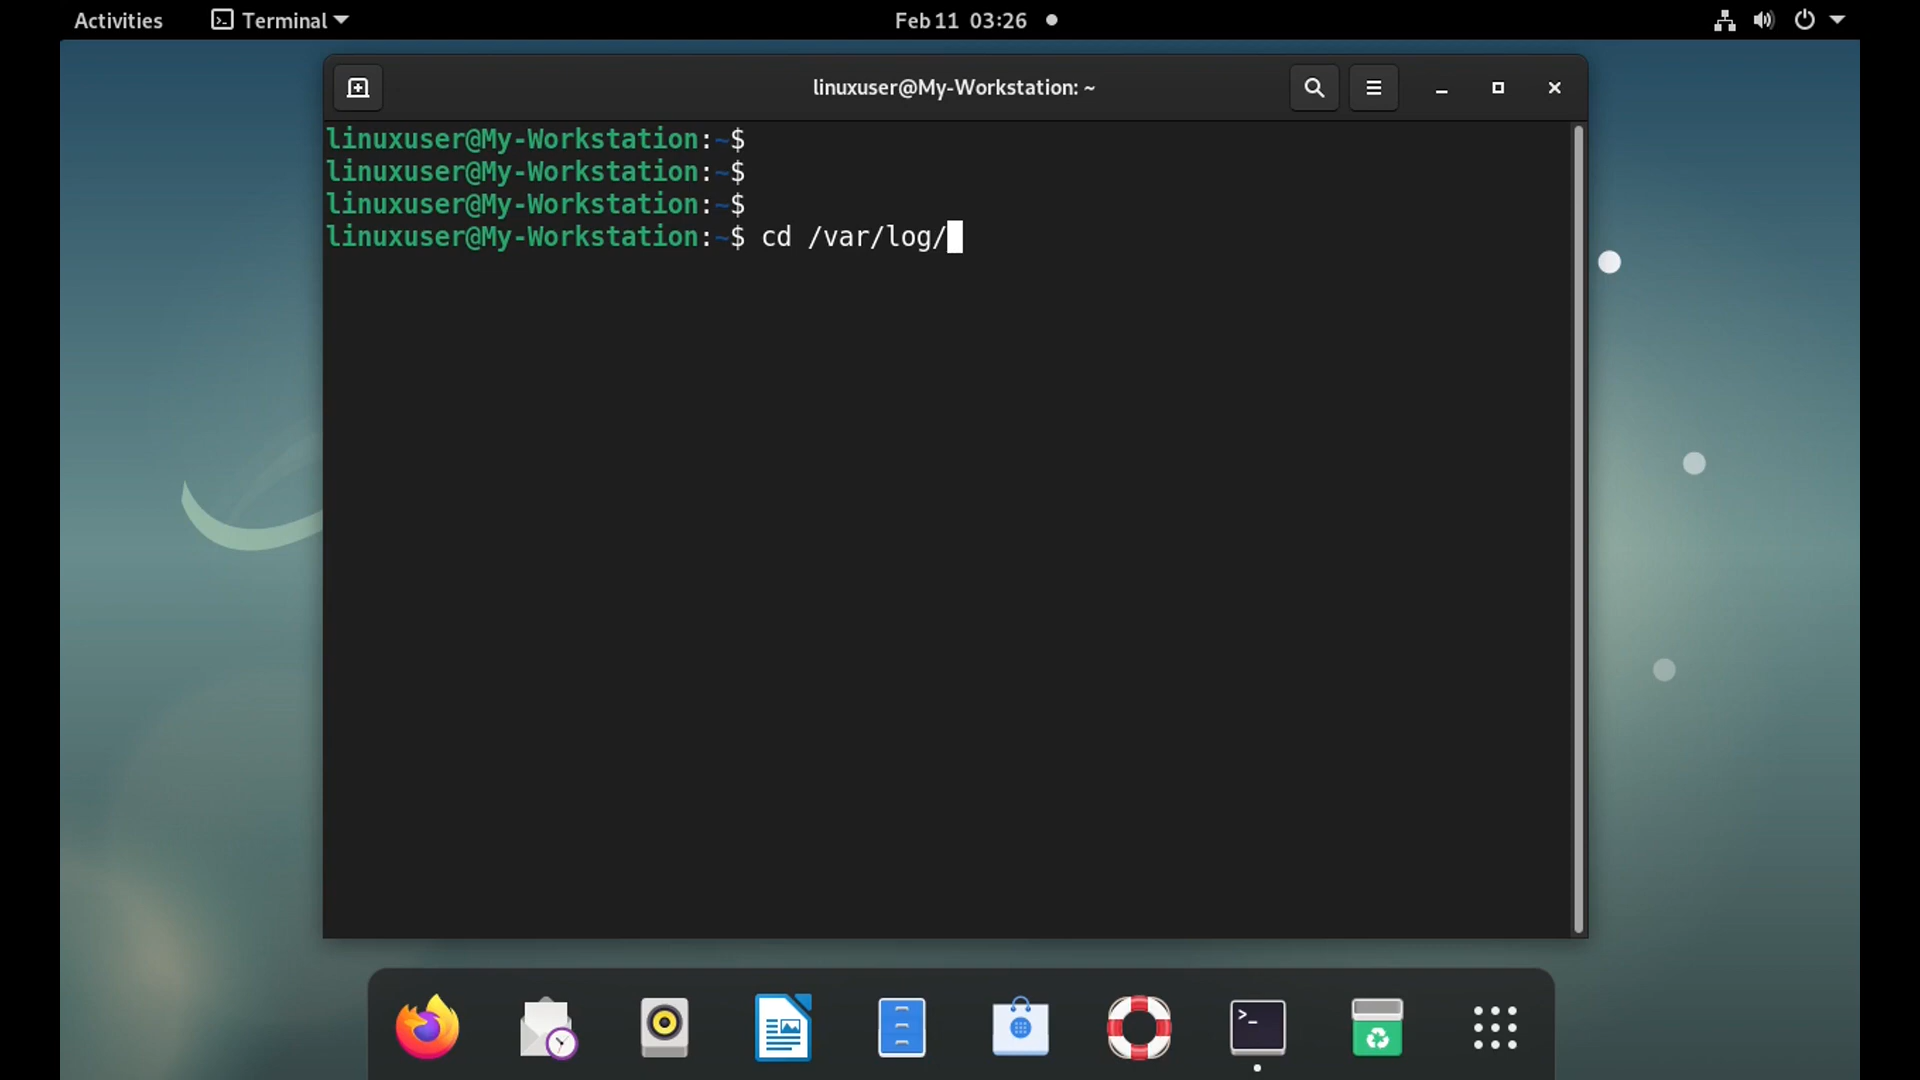 Activities Terminal Feb 11 03:26
linuxuser@My-Workstation: ~
linuxuser@My-Workstation:~$
linuxuser@My-Workstation:~$
linuxuser@My-Workstation:~$
linuxuser@My-Workstation:~$ cd /var/log/
>_